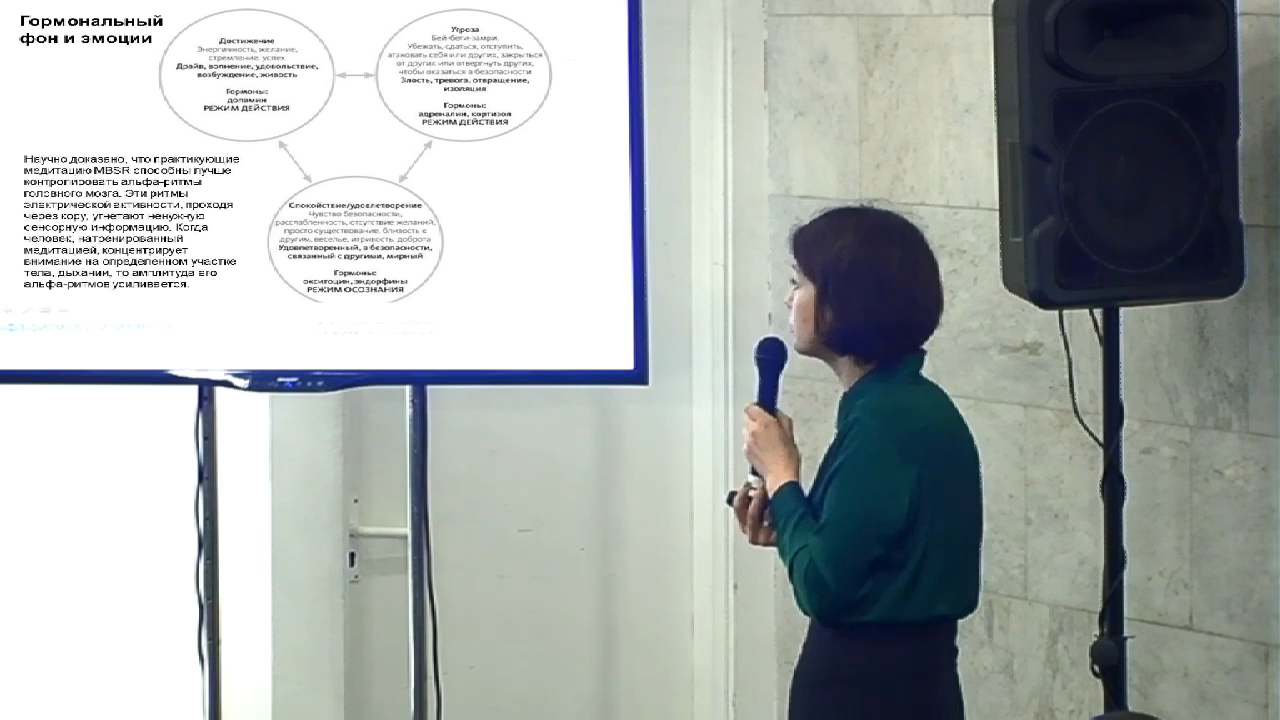 Гормональный
фон и эмоции
Достижение
Энергичность, желание,
стремление, успех
Драйв, волнение, удовольствие,
возбуждение, живость
Гормоны:
допамин
РЕЖИМ ДЕЙСТВИЯ
Угроза
Бей-беги-замри.
Убежать, сдаться, отступить,
атаковать себя или других, закрыться
от других или отвергнуть других,
чтобы оказаться в безопасности
Злость, тревога, отвращение,
изоляция
Гормоны:
адреналин, кортизол
РЕЖИМ ДЕЙСТВИЯ
Научно доказано, что практикующие
медитацию MBSR способны лучше
контролировать альфа-ритмы
головного мозга. Эти ритмы
электрической активности, проходя
через кору, угнетают ненужную
сенсорную информацию. Когда
человек, натренированный
медитацией, концентрирует
внимание на определенном участке
тела, дыхании, то амплитуда его
альфа-ритмов усиливается.
Спокойствие/удовлетворение
Чувство безопасности,
расслабленность, отсутствие желаний,
просто существование, близость к
другим, веселье, игривость, доброта
Удовлетворенный, в безопасности,
связанный с другими, мирный
Гормоны:
окситоцин, эндорфины
РЕЖИМ ОСОЗНАНИЯ